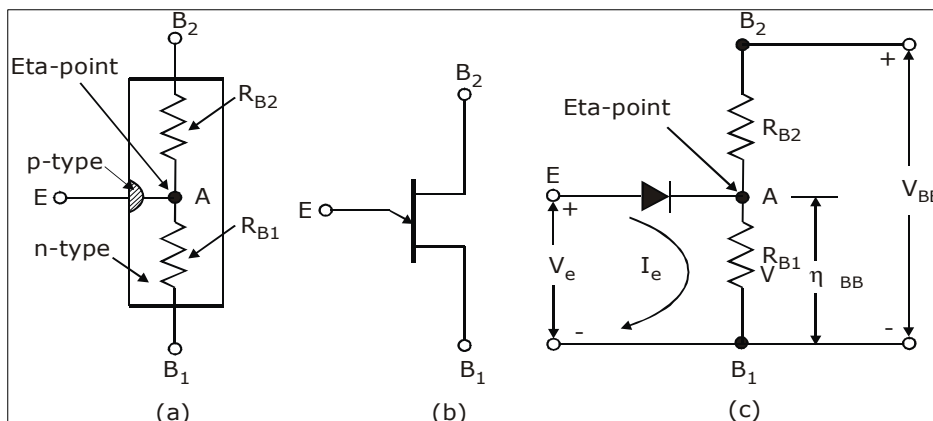 B2
Eta-point
RB2
p-type
E
A
RB1
n-type
B1
(a)
B2
E
B1
(b)
B2
+
Eta-point
RB2
E
+
A
VBB
Ve
Ie
RB1
V
η BB
-
-
B1
(c)